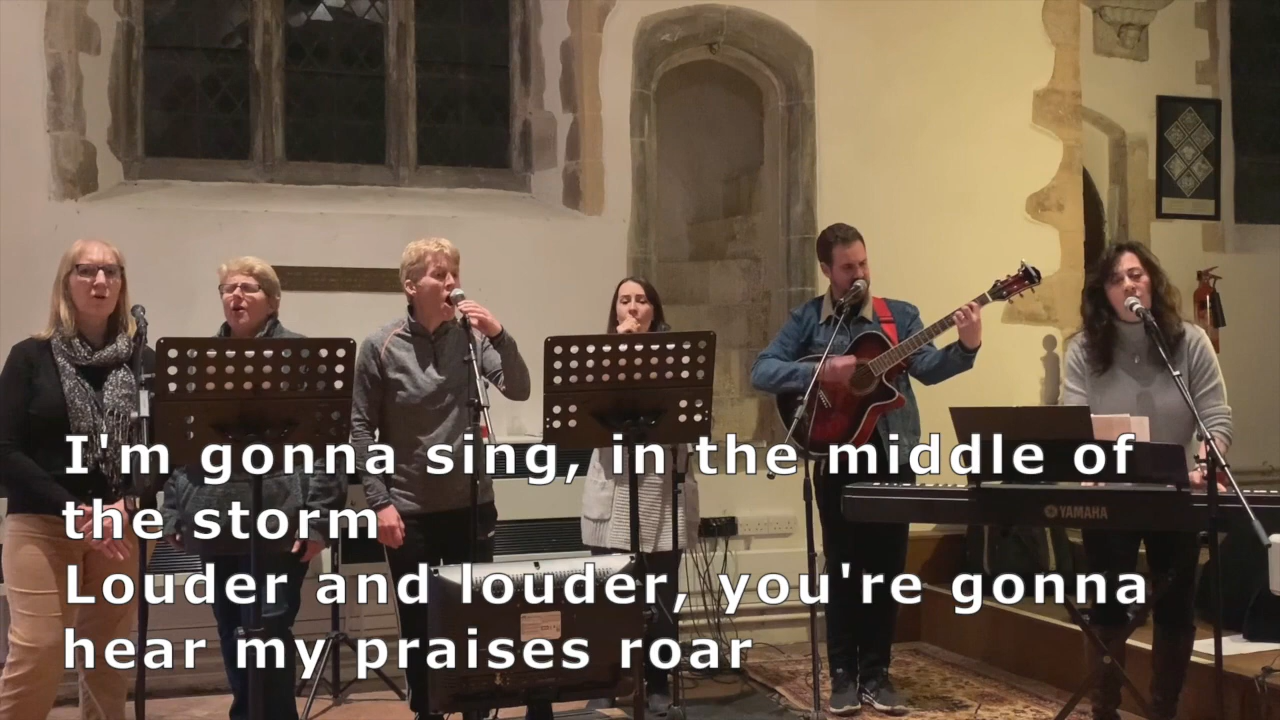 I'm gonna sing, in the middle of
the storm
Louder and louder, you're gonna
hear my praises roar
YAMAHA